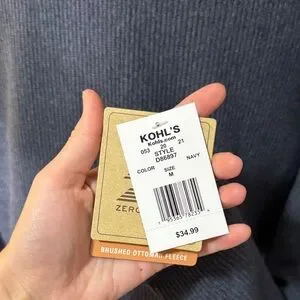 KOHL'S
Kohls.com
053 20 21
STYLE
D86897
COLOR SIZE NAVY
M
$34.99
ZERO
BRUSHED OTTOMAN FLEECE